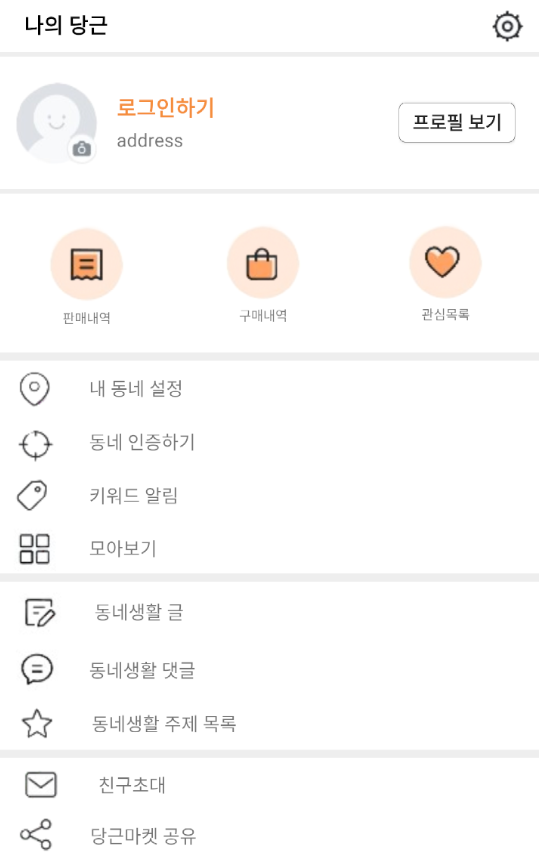 나의 당근
로그인하기
address
프로필 보기
판매내역
구매내역
관심목록
내 동네 설정
동네 인증하기
키워드 알림
모아보기
동네생활 글
동네생활 댓글
동네생활 주제 목록
친구초대
당근마켓 공유